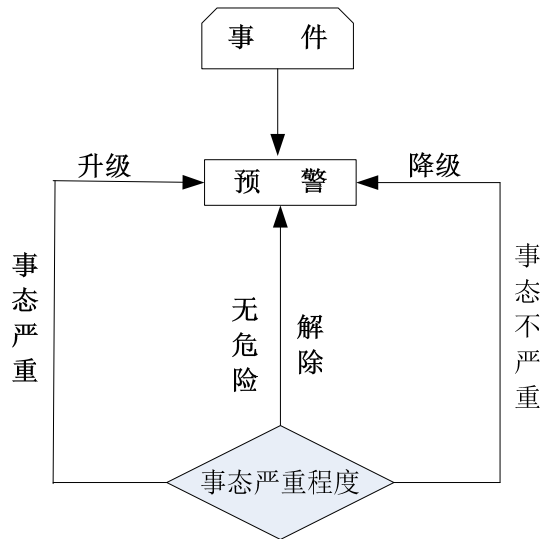 事 件
升级
降级
预 警
事态严重
无危险
解除
事态不严重
事态严重程度